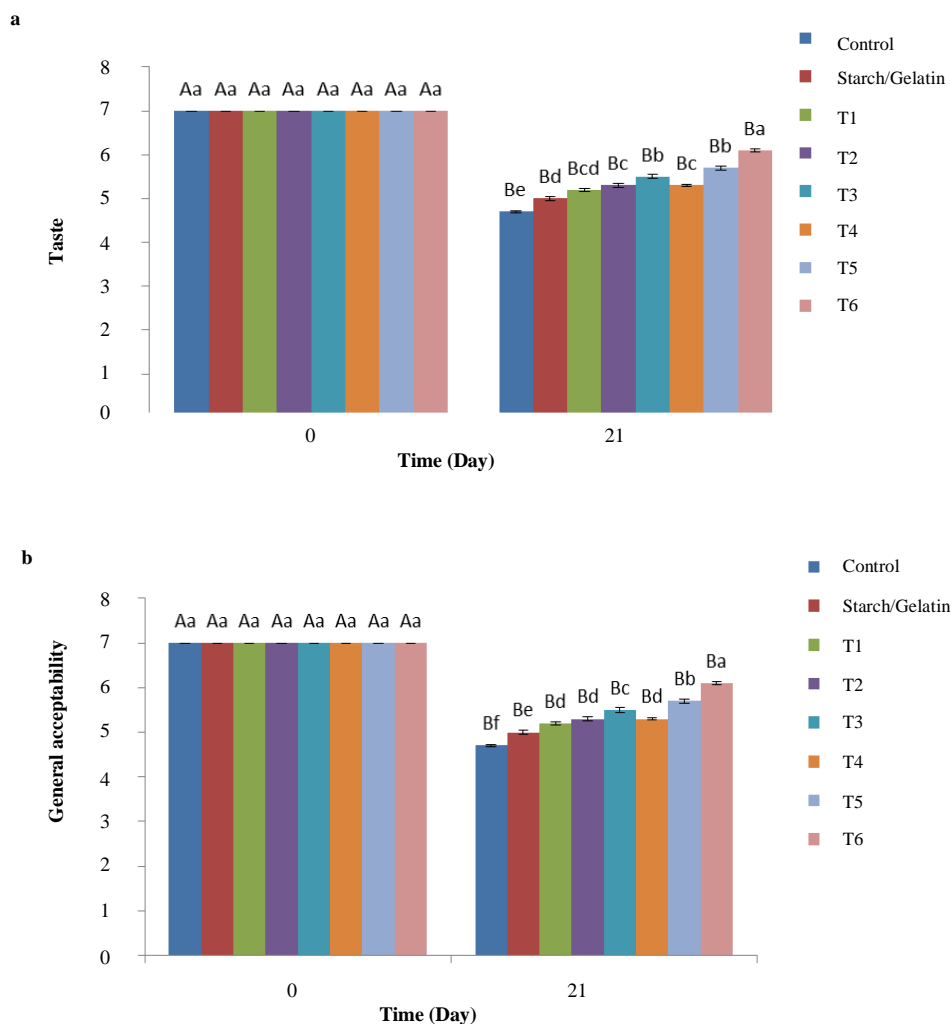 a
8
7
6
5
4
3
2
1
0
Taste
Aa Aa Aa Aa Aa Aa Aa Aa
Be Bd Bcd Bc Bb Bc Bb Ba
0 21
Time (Day)
Control
Starch/Gelatin
T1
T2
T3
T4
T5
T6
b
8
7
6
5
4
3
2
1
0
General acceptability
Aa Aa Aa Aa Aa Aa Aa Aa
Bf Be Bd Bd Bc Bd Bb Ba
0 21
Time (Day)
Control
Starch/Gelatin
T1
T2
T3
T4
T5
T6